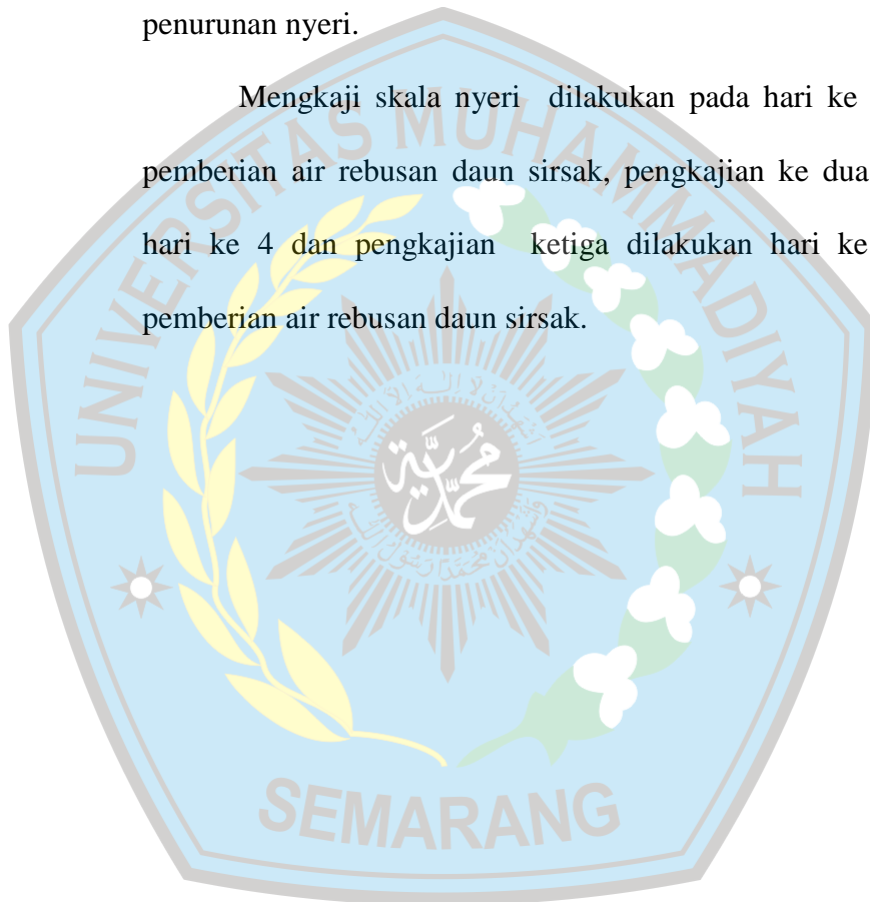 penurunan nyeri.
Mengkaji skala nyeri dilakukan pada hari ke
pemberian air rebusan daun sirsak, pengkajian ke dua
hari ke 4 dan pengkajian ketiga dilakukan hari ke
pemberian air rebusan daun sirsak.
UNIVERSITAS MUHAMMADIYAH
محمدية
SEMARANG